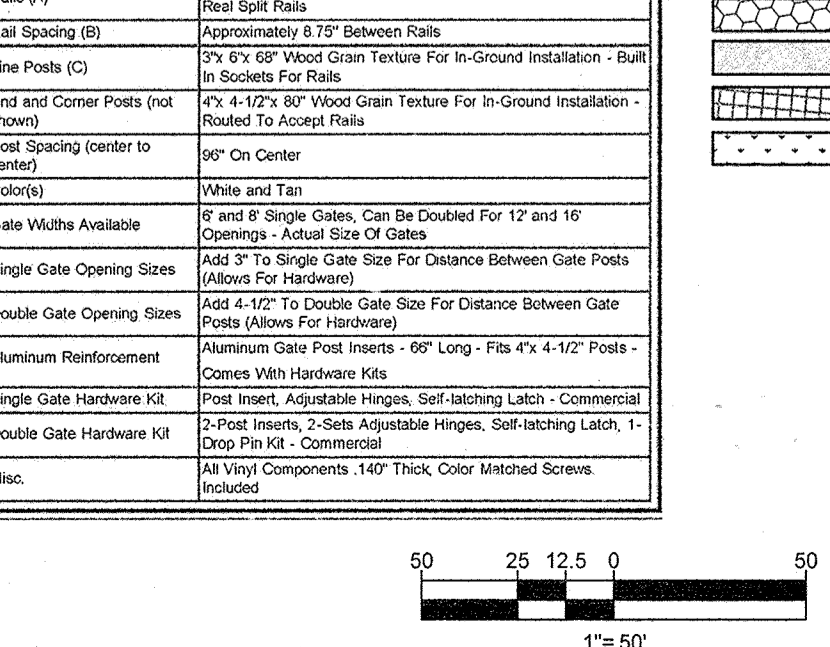 Real Split Rails
ail Spacing (B)
Approximately 8.75" Between Rails
ine Posts (C)
3"x 6"x 68" Wood Grain Texture For In-Ground Installation - Built
In Sockets For Rails
nd and Corner Posts (not
hown)
4"x 4-1/2"x 80" Wood Grain Texture For In-Ground Installation -
Routed To Accept Rails
ost Spacing (center to
enter)
96" On Center
olor(s)
White and Tan
ate Widths Available
6' and 8' Single Gates, Can Be Doubled For 12' and 16'
Openings - Actual Size Of Gates
ingle Gate Opening Sizes
Add 3" To Single Gate Size For Distance Between Gate Posts
(Allows For Hardware)
ouble Gate Opening Sizes
Add 4-1/2" To Double Gate Size For Distance Between Gate
Posts (Allows For Hardware)
luminum Reinforcement
Aluminum Gate Post Inserts - 66" Long - Fits 4"x 4-1/2" Posts -
Comes With Hardware Kits
ingle Gate Hardware Kit
Post Insert, Adjustable Hinges, Self-latching Latch - Commercial
ouble Gate Hardware Kit
2-Post Inserts, 2-Sets Adjustable Hinges, Self-latching Latch, 1-
Drop Pin Kit - Commercial
isc.
All Vinyl Components .140" Thick, Color Matched Screws
Included
50 25 12.5 0 50
1"= 50'